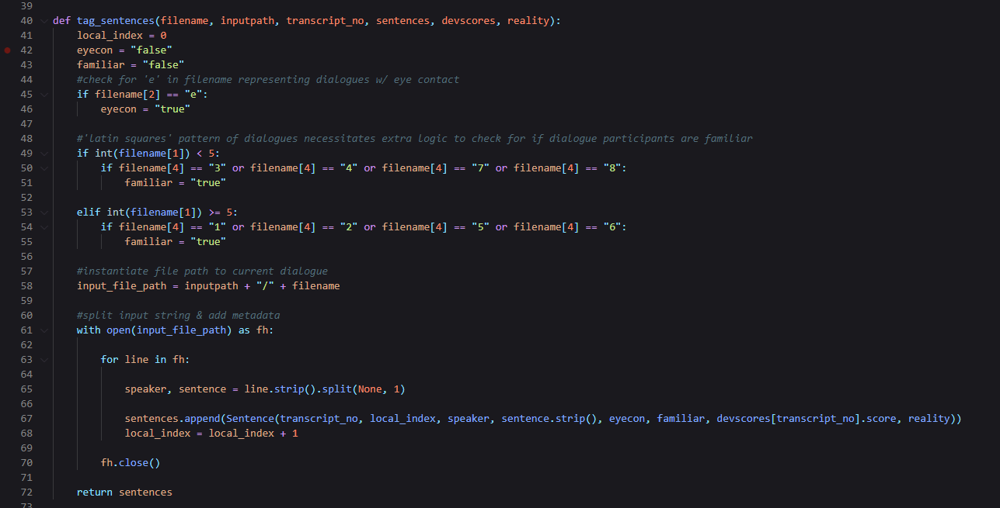 39
40 def tag_sentences(filename, inputpath, transcript_no, sentences, devscores, reality):
41     local_index = 0
42     eyecon = "false"
43     familiar = "false"
44     #check for 'e' in filename representing dialogues w/ eye contact
45     if filename[2] == "e":
46         eyecon = "true"
47
48     #'latin squares' pattern of dialogues necessitates extra logic to check for if dialogue participants are familiar
49     if int(filename[1]) < 5:
50         if filename[4] == "3" or filename[4] == "4" or filename[4] == "7" or filename[4] == "8":
51             familiar = "true"
52
53     elif int(filename[1]) >= 5:
54         if filename[4] == "1" or filename[4] == "2" or filename[4] == "5" or filename[4] == "6":
55             familiar = "true"
56
57     #instantiate file path to current dialogue
58     input_file_path = inputpath + "/" + filename
59
60     #split input string & add metadata
61     with open(input_file_path) as fh:
62
63         for line in fh:
64
65             speaker, sentence = line.strip().split(None, 1)
66
67             sentences.append(Sentence(transcript_no, local_index, speaker, sentence.strip(), eyecon, familiar, devscores[transcript_no].score, reality))
68             local_index = local_index + 1
69
70         fh.close()
71
72     return sentences
73